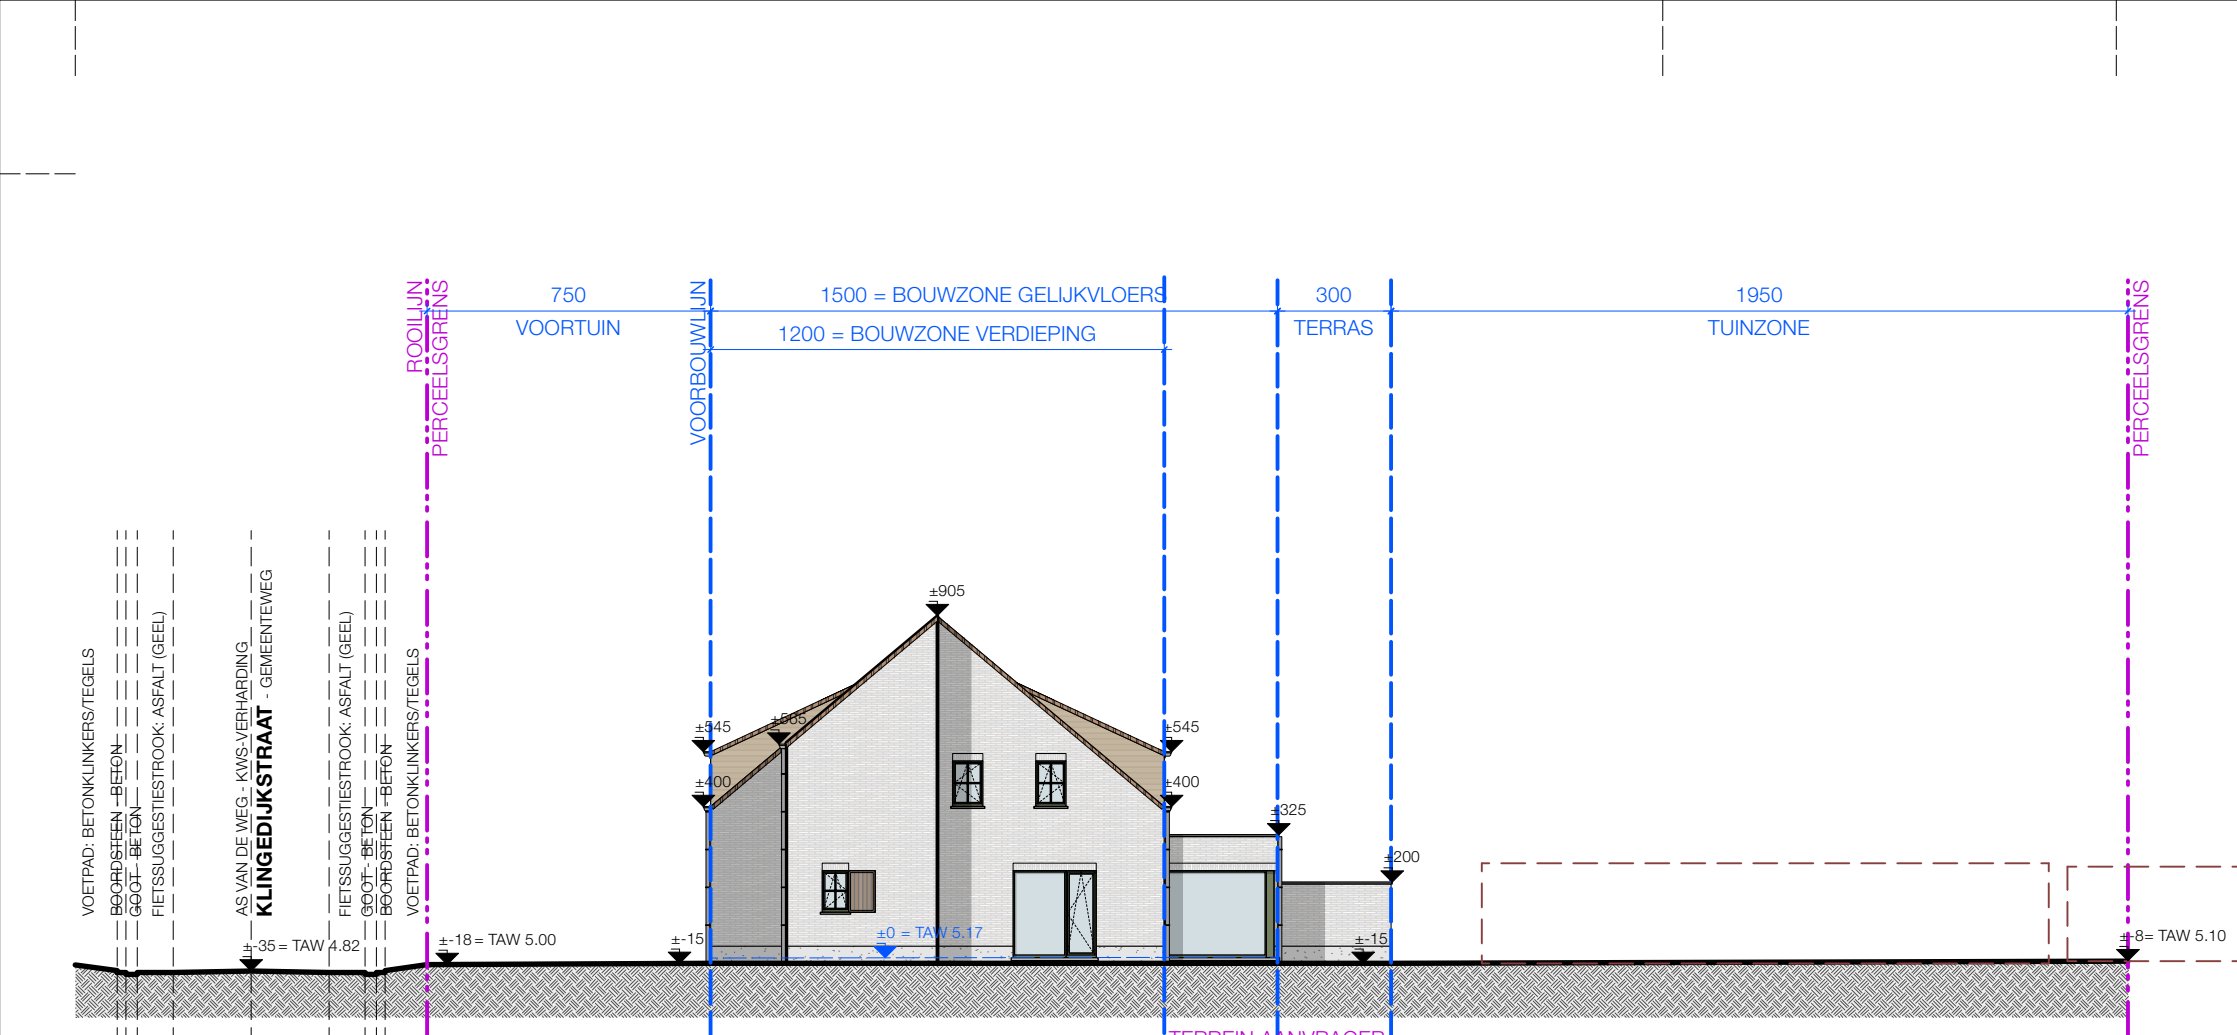 ROOILIJN
PERCEELSGRENS
750
VOORTUIN
VOORBOUWLIJN
1500 = BOUWZONE GELIJKVLOERS
1200 = BOUWZONE VERDIEPING
300
TERRAS
1950
TUINZONE
PERCEELSGRENS
VOETPAD: BETONKLINKERS/TEGELS
BOORDSTEEN - BETON
GOOT - BETON
FIETSSUGGESTIESTROOK: ASFALT (GEEL)
AS VAN DE WEG - KWS-VERHARDING
KLINGEDIJKSTRAAT - GEMEENTEWEG
FIETSSUGGESTIESTROOK: ASFALT (GEEL)
GOOT - BETON
BOORDSTEEN - BETON
VOETPAD: BETONKLINKERS/TEGELS
±905
±545
±585
±545
±400
±400
±325
±200
±0 = TAW 5.17
±-35 = TAW 4.82
±-18 = TAW 5.00
±-15
±-15
±-8= TAW 5.10
TERREIN AANVRAGER